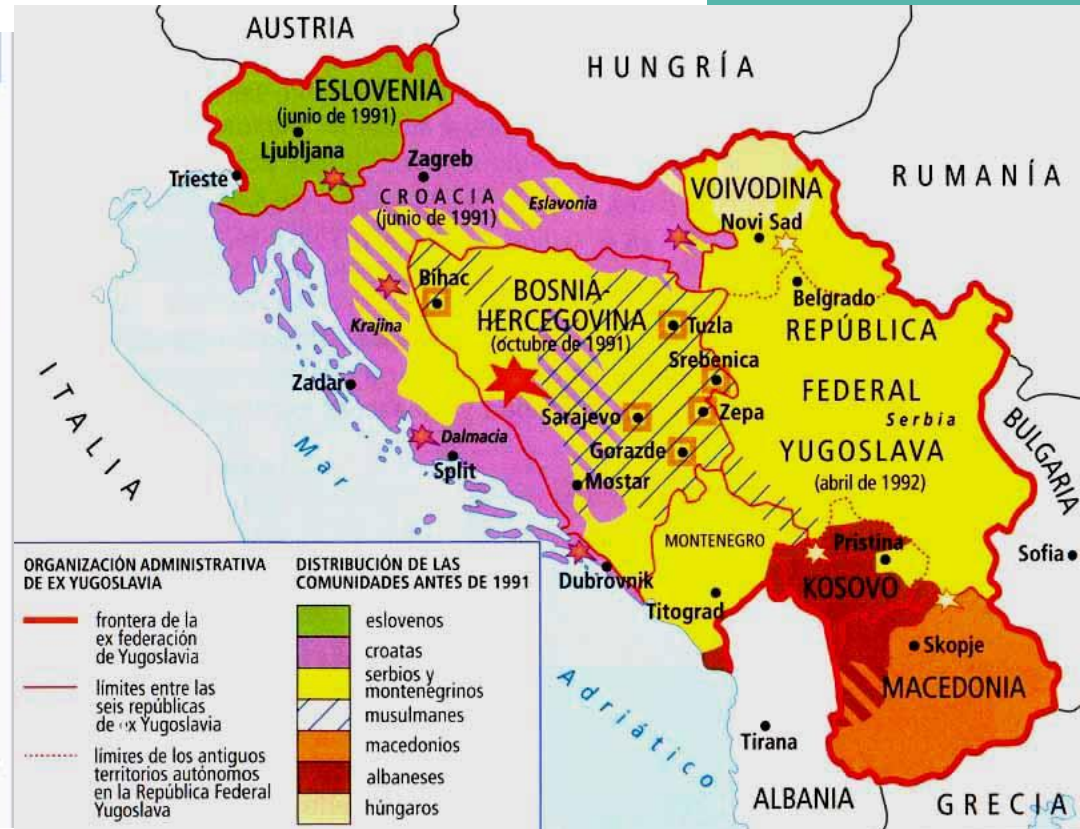 AUSTRIA
HUNGRÍA
ESLOVENIA
(junio de 1991)
Ljubljana
Trieste
Zagreb
CROACIA
(junio de 1991)
Eslavonia
VOIVODINA
Novi Sad
RUMANÍA
Bihac
Krajina
BOSNIÁ-
HERCEGOVINA
(octubre de 1991)
Belgrado
REPÚBLICA
FEDERAL
Serbia
YUGOSLAVA
(abril de 1992)
Tuzla
Srebenica
Zepa
Sarajevo
Gorazde
Mostar
Zadar
Dalmacia
Split
ITALIA
Mar
Adriático
BULGARIA
Sofia
MONTENEGRO
Pristina
KOSOVO
Dubrovnik
Titograd
Skopje
MACEDONIA
Tirana
ALBANIA
GRECIA
ORGANIZACIÓN ADMINISTRATIVA
DE EX YUGOSLAVIA
frontera de la
ex federación
de Yugoslavia
límites entre las
seis repúblicas
de ex Yugoslavia
límites de los antiguos
territorios autónomos
en la República Federal
Yugoslava
DISTRIBUCIÓN DE LAS
COMUNIDADES ANTES DE 1991
eslovenos
croatas
serbios y
montenegrinos
musulmanes
macedonios
albaneses
húngaros